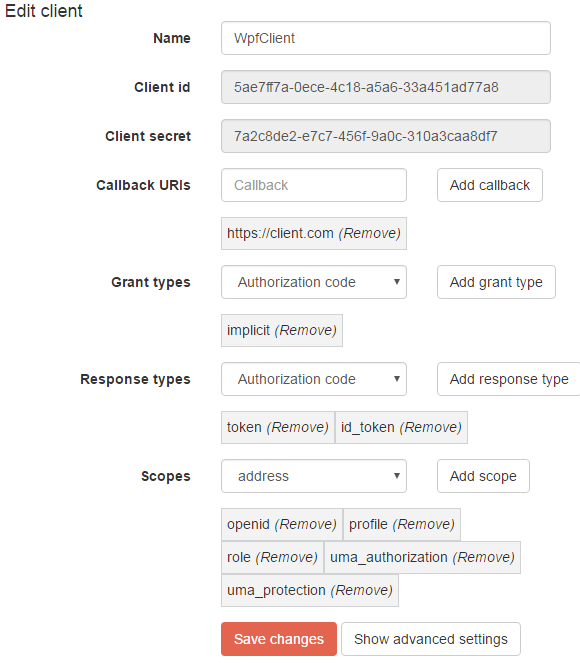 Edit client
Name WpfClient
Client id 5ae7ff7a-0ece-4c18-a5a6-33a451ad77a8
Client secret 7a2c8de2-e7c7-456f-9a0c-310a3caa8df7
Callback URIs Callback Add callback
https://client.com (Remove)
Grant types Authorization code Add grant type
implicit (Remove)
Response types Authorization code Add response type
token (Remove) id_token (Remove)
Scopes address Add scope
openid (Remove) profile (Remove)
role (Remove) uma_authorization (Remove)
uma_protection (Remove)
Save changes Show advanced settings